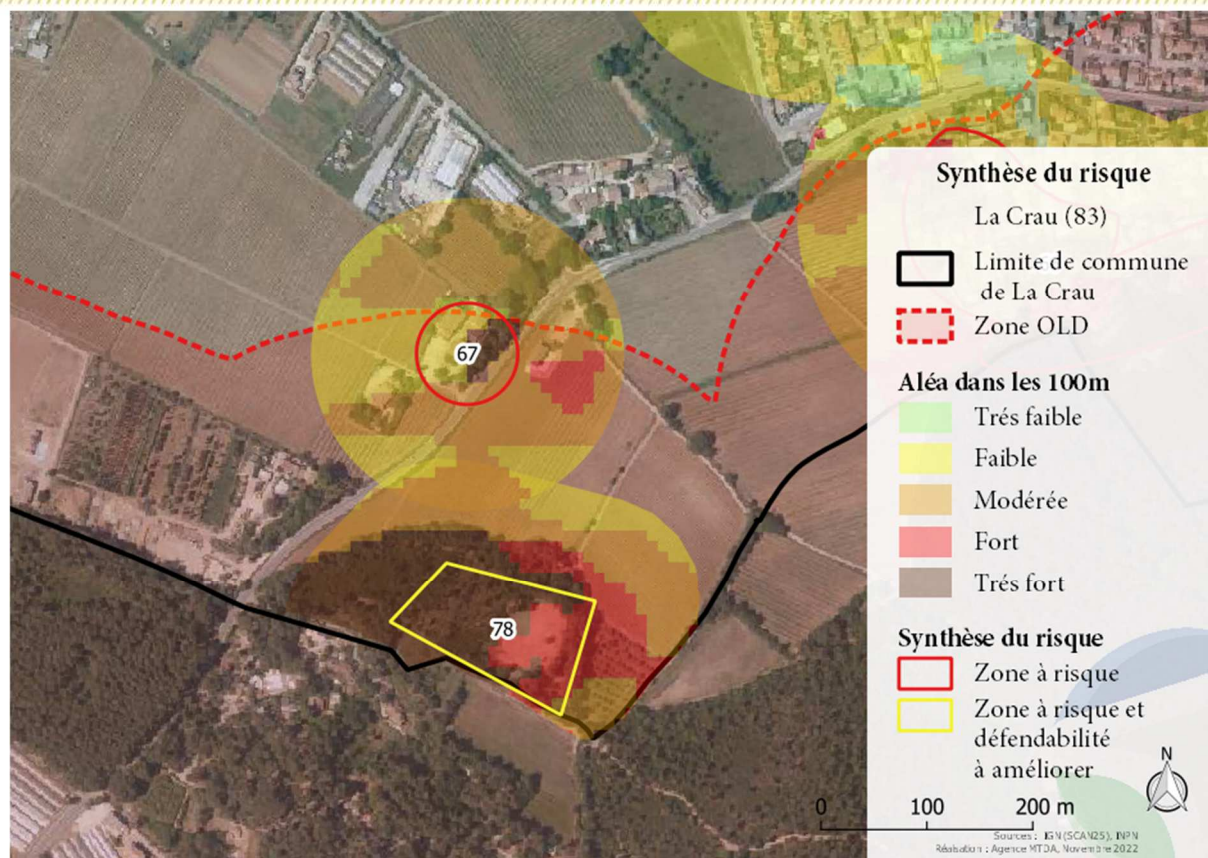 67
78
Synthèse du risque
La Crau (83)
Limite de commune
de La Crau
Zone OLD
Aléa dans les 100m
Trés faible
Faible
Modérée
Fort
Trés fort
Synthèse du risque
Zone à risque
Zone à risque et
défendabilité
à améliorer
N
0 100 200 m
Sources : IGN (SCAN25), INPN
Réalisation : Agence MTDA, Novembre 2022